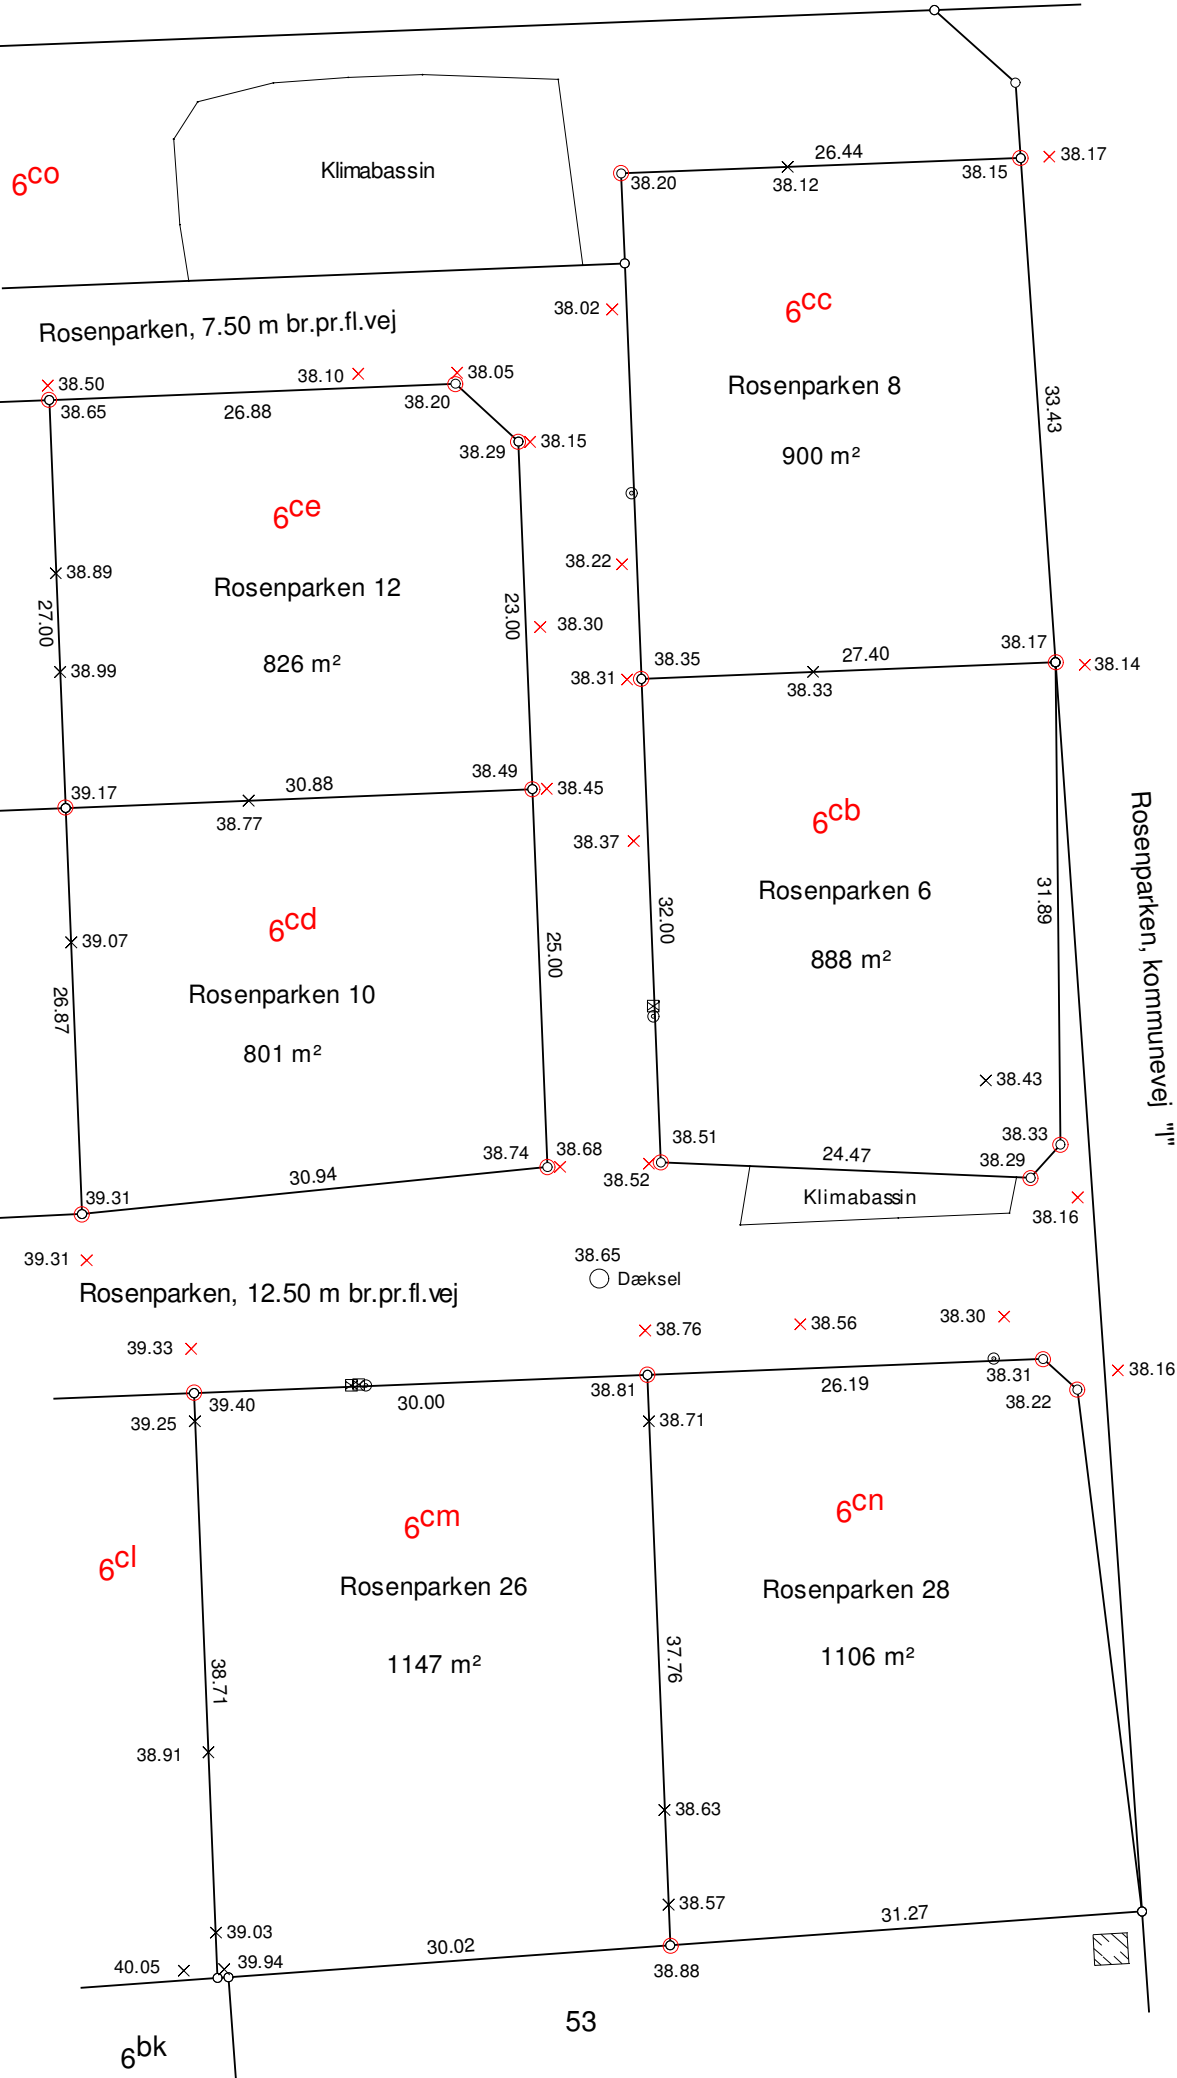 6co
Klimabassin
26.44
38.17
38.20
38.12
38.15
38.02
6cc
Rosenparken, 7.50 m br.pr.fl.vej
38.50
38.10
38.05
38.65
26.88
38.20
Rosenparken 8
33.43
38.29
38.15
900 m²
6ce
38.89
38.22
Rosenparken 12
27.00
23.00
38.30
38.99
826 m²
38.35
27.40
38.17
38.31
38.33
38.14
39.17
30.88
38.49
38.45
38.77
6cb
38.37
Rosenparken, kommunevej "l"
Rosenparken 6
31.89
6cd
39.07
32.00
25.00
888 m²
Rosenparken 10
26.87
801 m²
38.43
38.74
38.68
38.51
38.33
24.47
38.29
30.94
38.52
39.31
Klimabassin
38.16
39.31
38.65
Dæksel
Rosenparken, 12.50 m br.pr.fl.vej
39.33
38.76
38.56
38.30
39.40
30.00
38.81
26.19
38.31
38.16
39.25
38.71
38.22
6cl
6cm
6cn
Rosenparken 26
Rosenparken 28
38.71
1147 m²
37.76
1106 m²
38.91
38.63
38.57
39.03
31.27
40.05
39.94
30.02
38.88
53
6bk